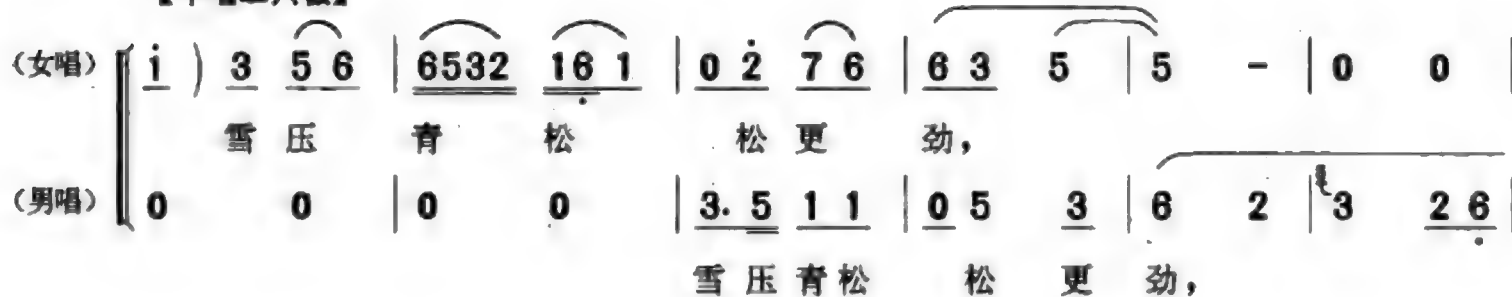 (女唱) i ) 3 5 6 | 6532 16 1 | 0 2 7 6 | 6 3 5 | 5 - | 0 0 |
雪 压 青 松 松 更 劲，
(男唱) 0 0 | 0 0 | 3. 5 1 1 | 0 5 3 | 6 2 | 3 2 6 |
雪 压 青 松 松 更 劲，